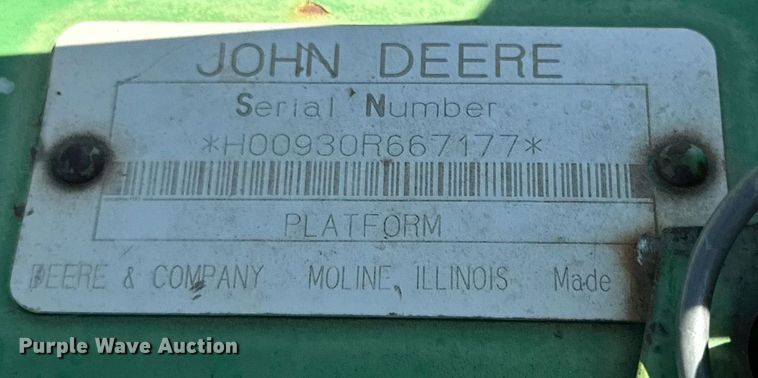 JOHN DEERE
Serial Number
*H00930R667177*
PLATFORM
DEERE & COMPANY MOLINE, ILLINOIS Made
Purple Wave Auction